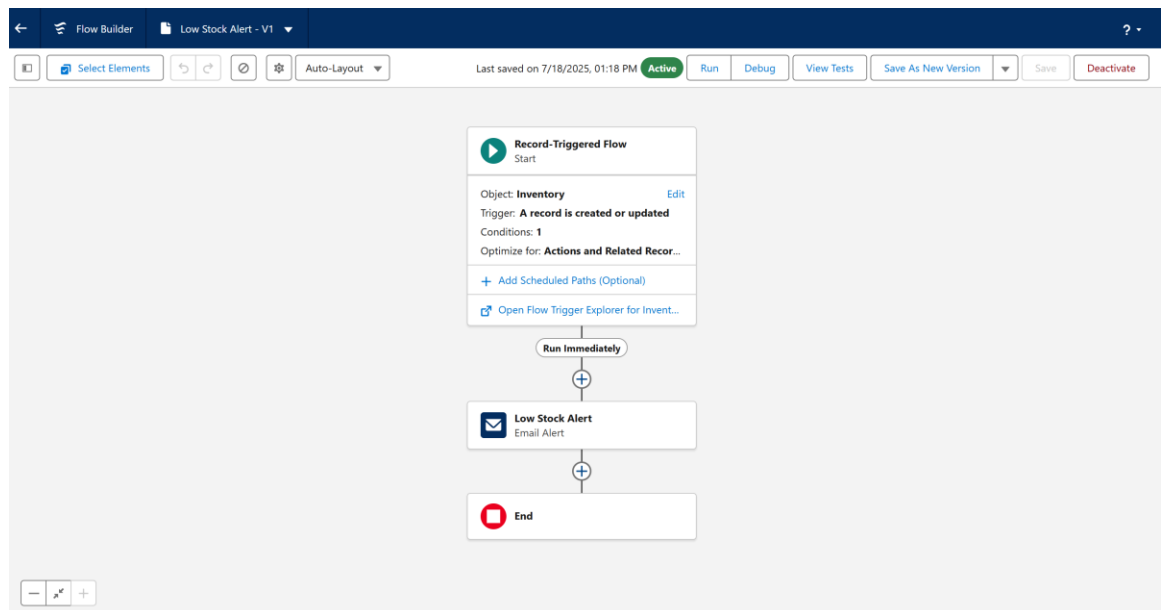 Flow Builder
Low Stock Alert - V1
?
Select Elements
Auto-Layout
Last saved on 7/18/2025, 01:18 PM
Active
Run
Debug
View Tests
Save As New Version
Save
Deactivate
Record-Triggered Flow
Start
Object: Inventory
Edit
Trigger: A record is created or updated
Conditions: 1
Optimize for: Actions and Related Recor...
+ Add Scheduled Paths (Optional)
Open Flow Trigger Explorer for Invent...
Run Immediately
Low Stock Alert
Email Alert
End